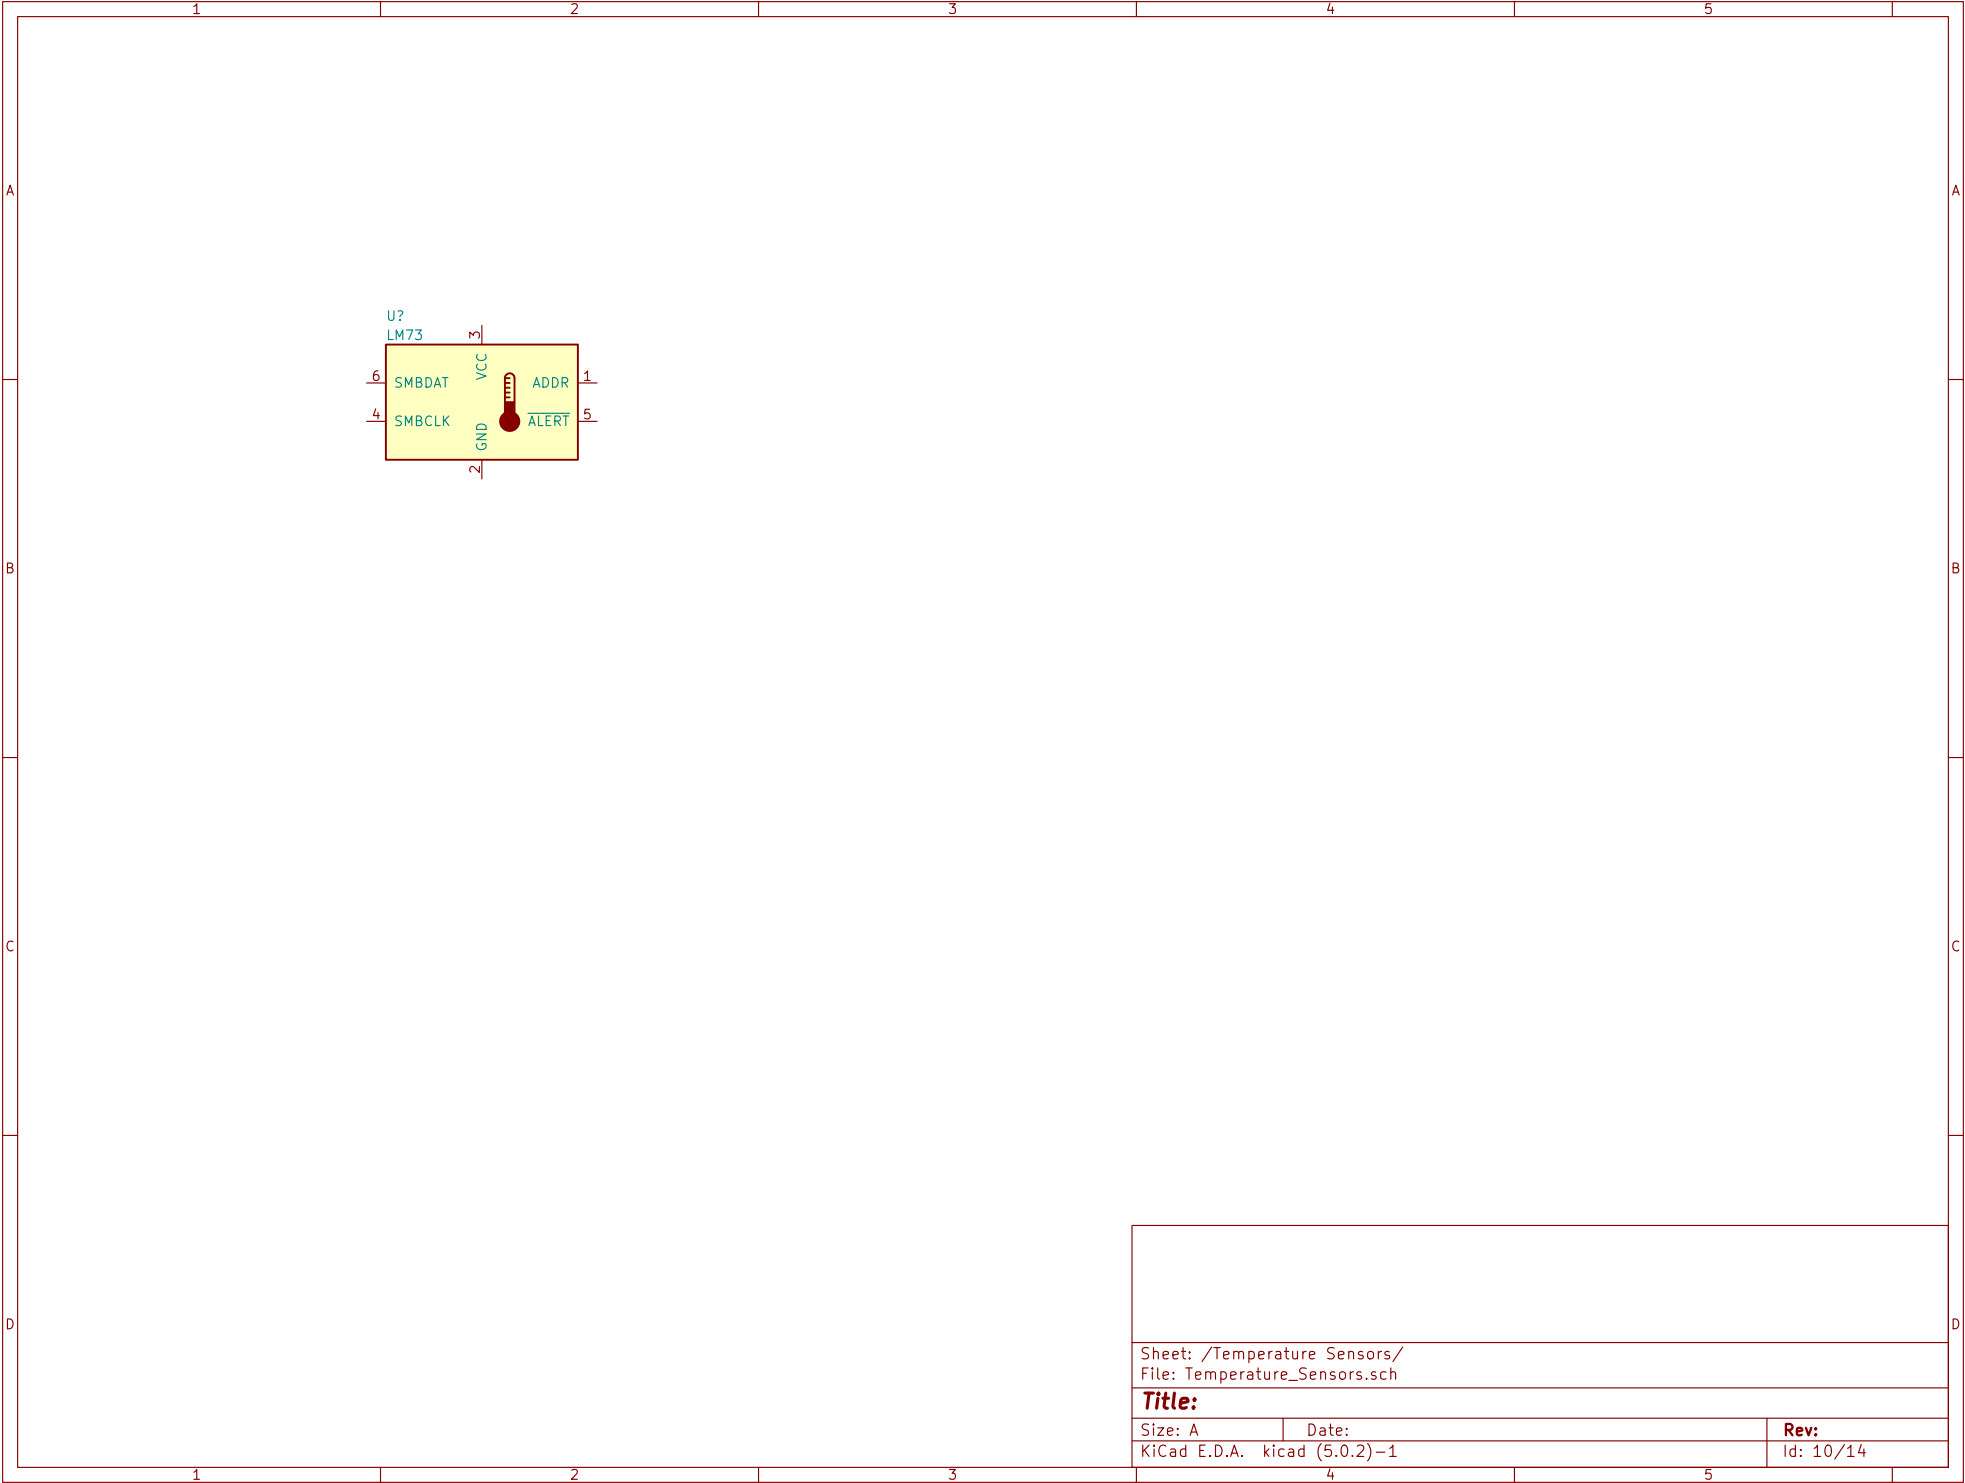 1 2 3 4 5
A A
U?
LM73
3
VCC
6 SMBDAT ADDR 1
4 SMBCLK ALERT 5
GND
2
B B
C C
D D
Sheet: /Temperature Sensors/
File: Temperature_Sensors.sch
Title:
Size: A Date: Rev:
KiCad E.D.A. kicad (5.0.2)-1 Id: 10/14
1 2 3 4 5